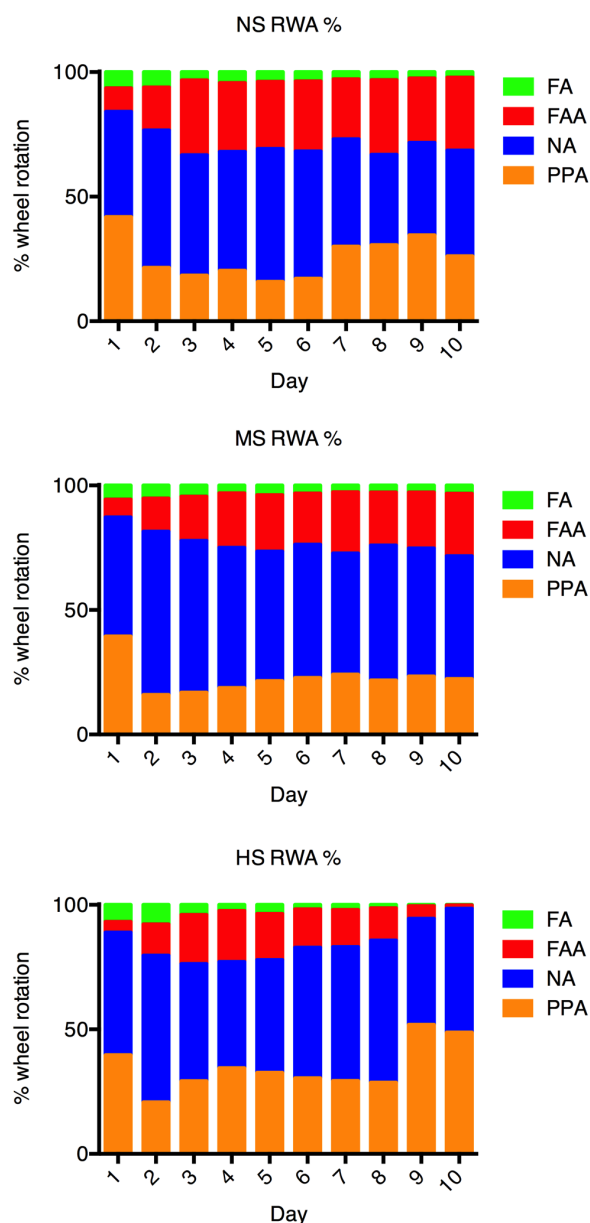 NS RWA %
100
50
0
% wheel rotation
FA
FAA
NA
PPA
1 2 3 4 5 6 7 8 9 10
Day
MS RWA %
100
50
0
% wheel rotation
FA
FAA
NA
PPA
1 2 3 4 5 6 7 8 9 10
Day
HS RWA %
100
50
0
% wheel rotation
FA
FAA
NA
PPA
1 2 3 4 5 6 7 8 9 10
Day